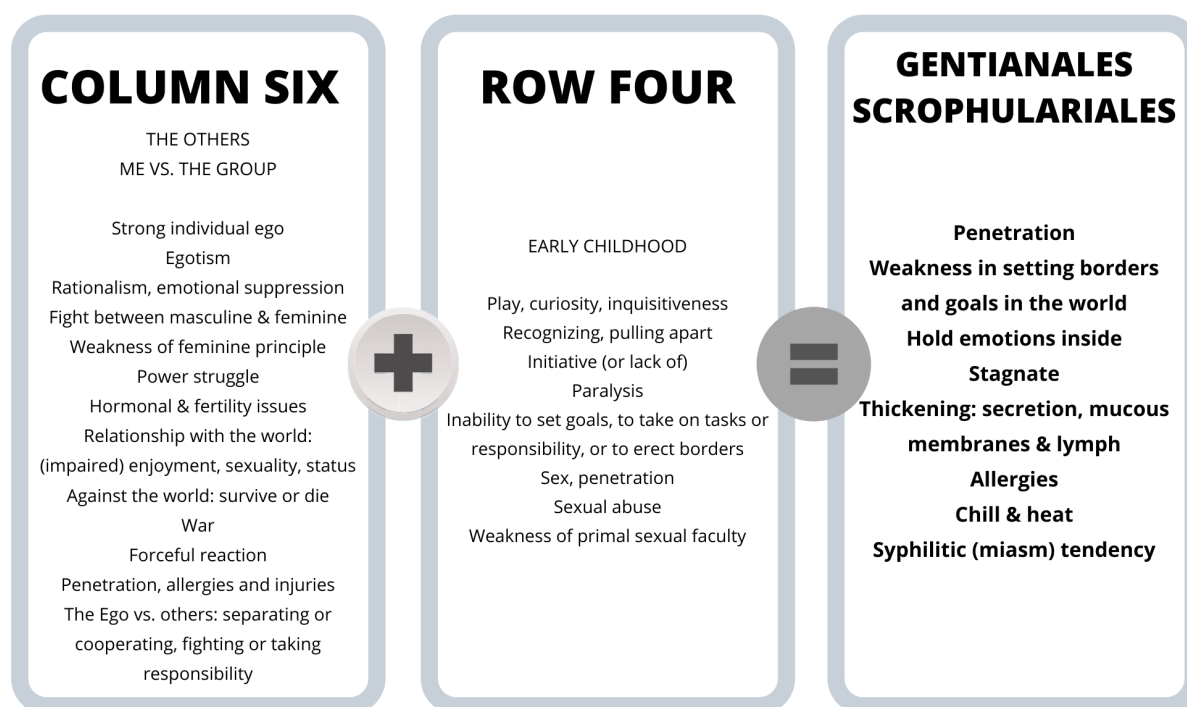 COLUMN SIX
THE OTHERS
ME VS. THE GROUP
Strong individual ego
Egotism
Rationalism, emotional suppression
Fight between masculine & feminine
Weakness of feminine principle
Power struggle
Hormonal & fertility issues
Relationship with the world:
(impaired) enjoyment, sexuality, status
Against the world: survive or die
War
Forceful reaction
Penetration, allergies and injuries
The Ego vs. others: separating or
cooperating, fighting or taking
responsibility
ROW FOUR
EARLY CHILDHOOD
Play, curiosity, inquisitiveness
Recognizing, pulling apart
Initiative (or lack of)
Paralysis
Inability to set goals, to take on tasks or
responsibility, or to erect borders
Sex, penetration
Sexual abuse
Weakness of primal sexual faculty
GENTIANALES
SCROPHULARIALES
Penetration
Weakness in setting borders
and goals in the world
Hold emotions inside
Stagnate
Thickening: secretion, mucous
membranes & lymph
Allergies
Chill & heat
Syphilitic (miasm) tendency